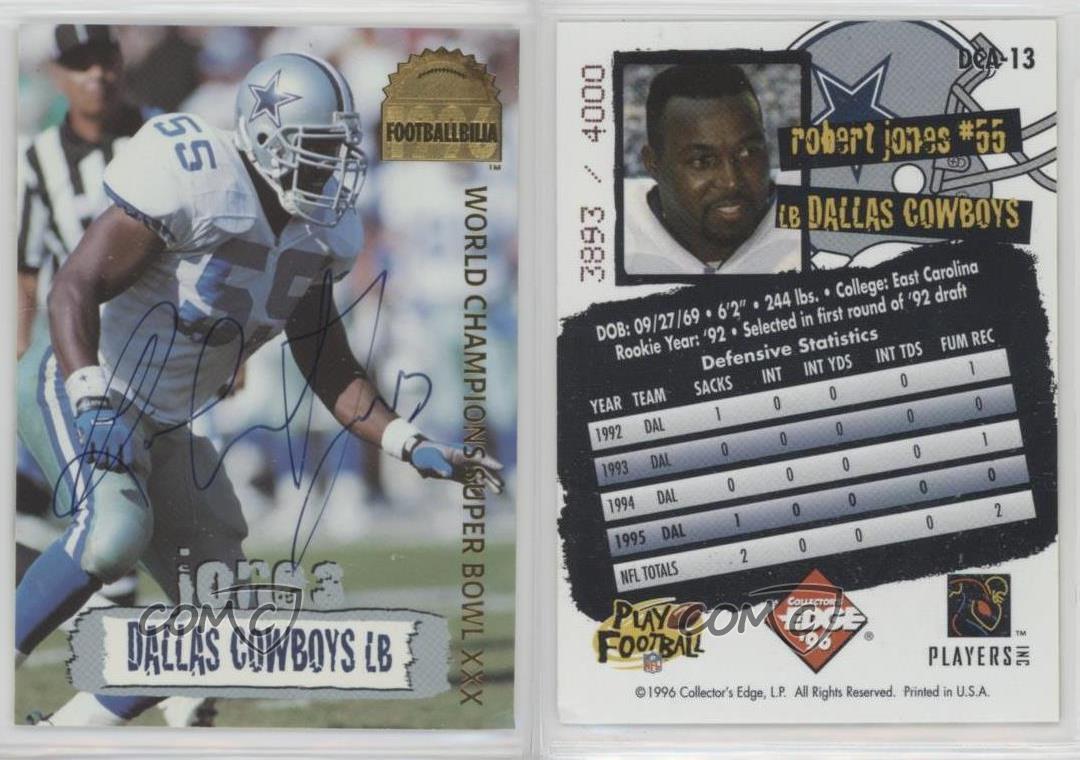 55
55
FOOTBALLBILIA
TM
WORLD CHAMPIONS SUPER BOWL XXX
jones
DALLAS COWBOYS LB
COMC
3893 / 4000
DCA-13
robert jones #55
LB DALLAS COWBOYS
DOB: 09/27/69 • 6'2" • 244 lbs. • College: East Carolina
Rookie Year: '92 • Selected in first round of '92 draft
Defensive Statistics
YEAR TEAM SACKS INT INT YDS INT TDS FUM REC
1992 DAL 1 0 0 0 1
1993 DAL 0 0 0 0 0
1994 DAL 0 0 0 0 1
1995 DAL 1 0 0 0 0
NFL TOTALS 2 0 0 0 2
COMC
PLAY FOOTBALL
NFL
COLLECTOR'S
EDGE
'96
®
TM
PLAYERS INC
©1996 Collector's Edge, L.P. All Rights Reserved. Printed in U.S.A.